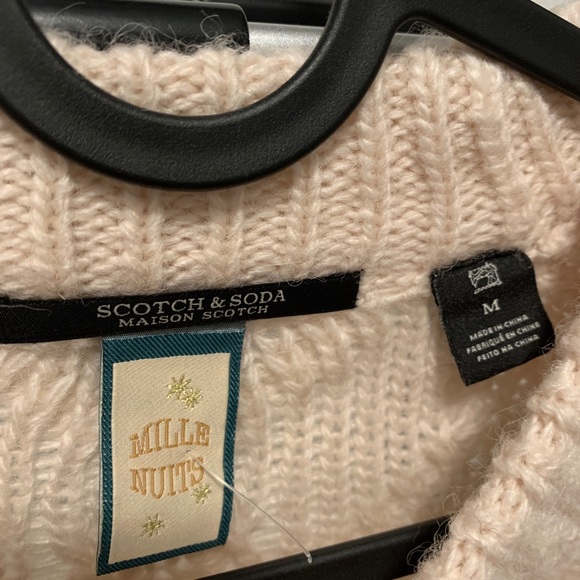 SCOTCH & SODA
MAISON SCOTCH
MILLE
NUITS
M
MADE IN CHINA
FABRIQUÉ EN CHINE
FEITO NA CHINA